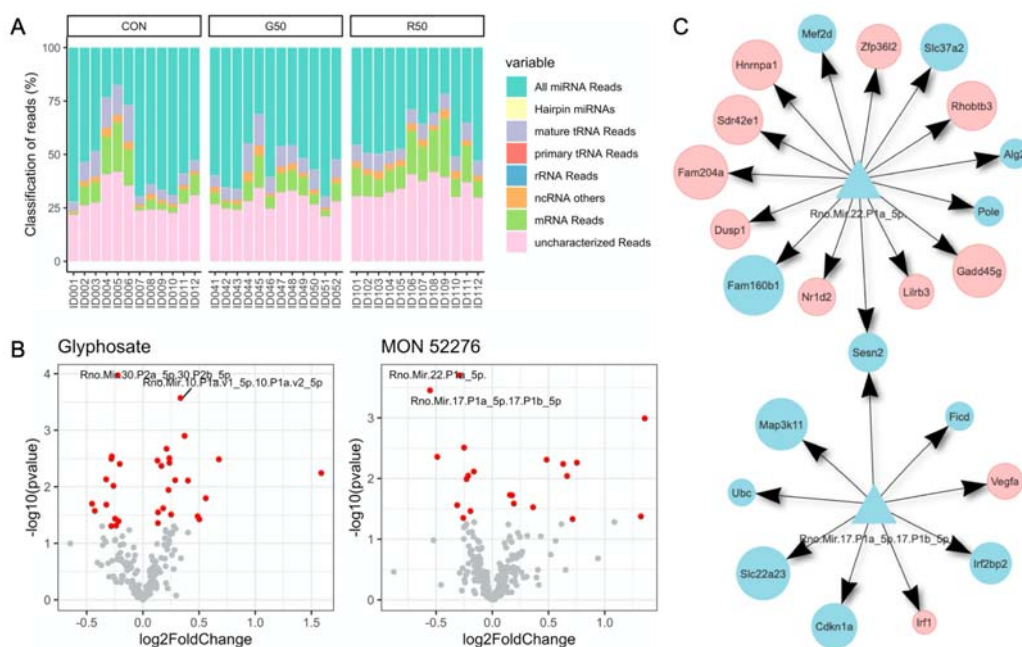 A
CON
G50
R50
Classification of reads (%)
100
75
50
25
0
ID001
ID002
ID003
ID004
ID005
ID006
ID007
ID008
ID009
ID010
ID011
ID012
ID041
ID042
ID043
ID044
ID045
ID046
ID047
ID048
ID049
ID050
ID051
ID052
ID101
ID102
ID103
ID104
ID105
ID106
ID107
ID108
ID109
ID110
ID111
ID112
variable
All miRNA Reads
Hairpin miRNAs
mature tRNA Reads
primary tRNA Reads
rRNA Reads
ncRNA others
mRNA Reads
uncharacterized Reads
B
Glyphosate
Rno.Mir.30.P2a_5p.30.P2b_5p
Rno.Mir.10.P1a.v1_5p.10.P1a.v2_5p
-log10(pvalue)
4
3
2
1
0
-0.5
0.0
0.5
1.0
1.5
log2FoldChange
MON 52276
Rno.Mir.22.P1a_5p.
Rno.Mir.17.P1a_5p.17.P1b_5p
-log10(pvalue)
3
2
1
0
-0.5
0.0
0.5
1.0
log2FoldChange
C
Mef2d
Zfp36l2
Slc37a2
Hnrnpa1
Rhobtb3
Sdr42e1
Alg2
Fam204a
Rno.Mir.22.P1a_5p.
Pole
Dusp1
Gadd45g
Fam160b1
Nr1d2
Lilrb3
Sesn2
Map3k11
Ficd
Ubc
Vegfa
Rno.Mir.17.P1a_5p.17.P1b_5p
Slc22a23
Irf2bp2
Cdkn1a
Irf1